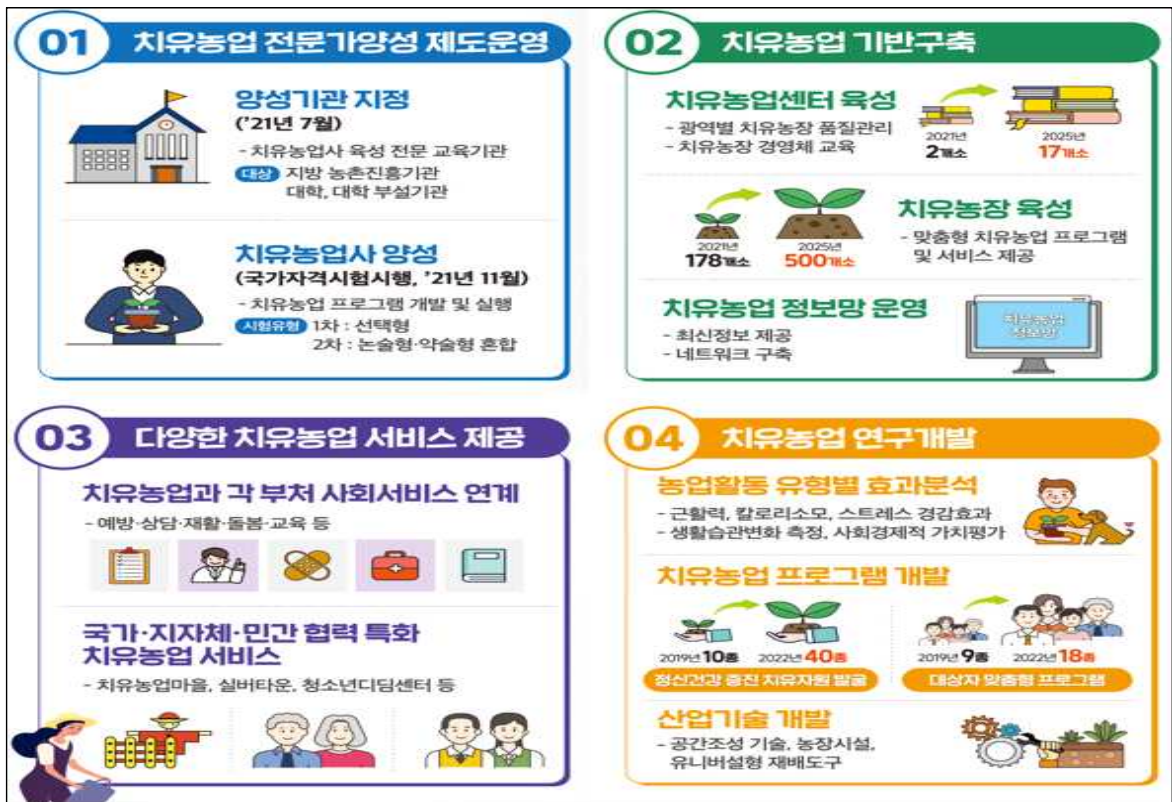 01 치유농업 전문가양성 제도운영
양성기관 지정
('21년 7월)
- 치유농업사 육성 전문 교육기관
대상 지방 농촌진흥기관
대학, 대학 부설기관
치유농업사 양성
(국가자격시험시행, '21년 11월)
- 치유농업 프로그램 개발 및 실행
시험유형 1차 : 선택형
2차 : 논술형·약술형 혼합
02 치유농업 기반구축
치유농업센터 육성
- 광역별 치유농장 품질관리
- 치유농장 경영체 교육
2021년 2025년
2개소 17개소
치유농장 육성
- 맞춤형 치유농업 프로그램
및 서비스 제공
2021년 2025년
178개소 500개소
치유농업 정보망 운영
- 최신정보 제공
- 네트워크 구축
치유농업
정보망
03 다양한 치유농업 서비스 제공
치유농업과 각 부처 사회서비스 연계
- 예방·상담·재활·돌봄·교육 등
국가·지자체·민간 협력 특화
치유농업 서비스
- 치유농업마을, 실버타운, 청소년디딤센터 등
04 치유농업 연구개발
농업활동 유형별 효과분석
- 근활력, 칼로리소모, 스트레스 경감효과
- 생활습관변화 측정, 사회경제적 가치평가
치유농업 프로그램 개발
2019년 10종 2022년 40종
정신건강 증진 치유자원 발굴
2019년 9종 2022년 18종
대상자 맞춤형 프로그램
산업기술 개발
- 공간조성 기술, 농장시설,
유니버설형 재배도구